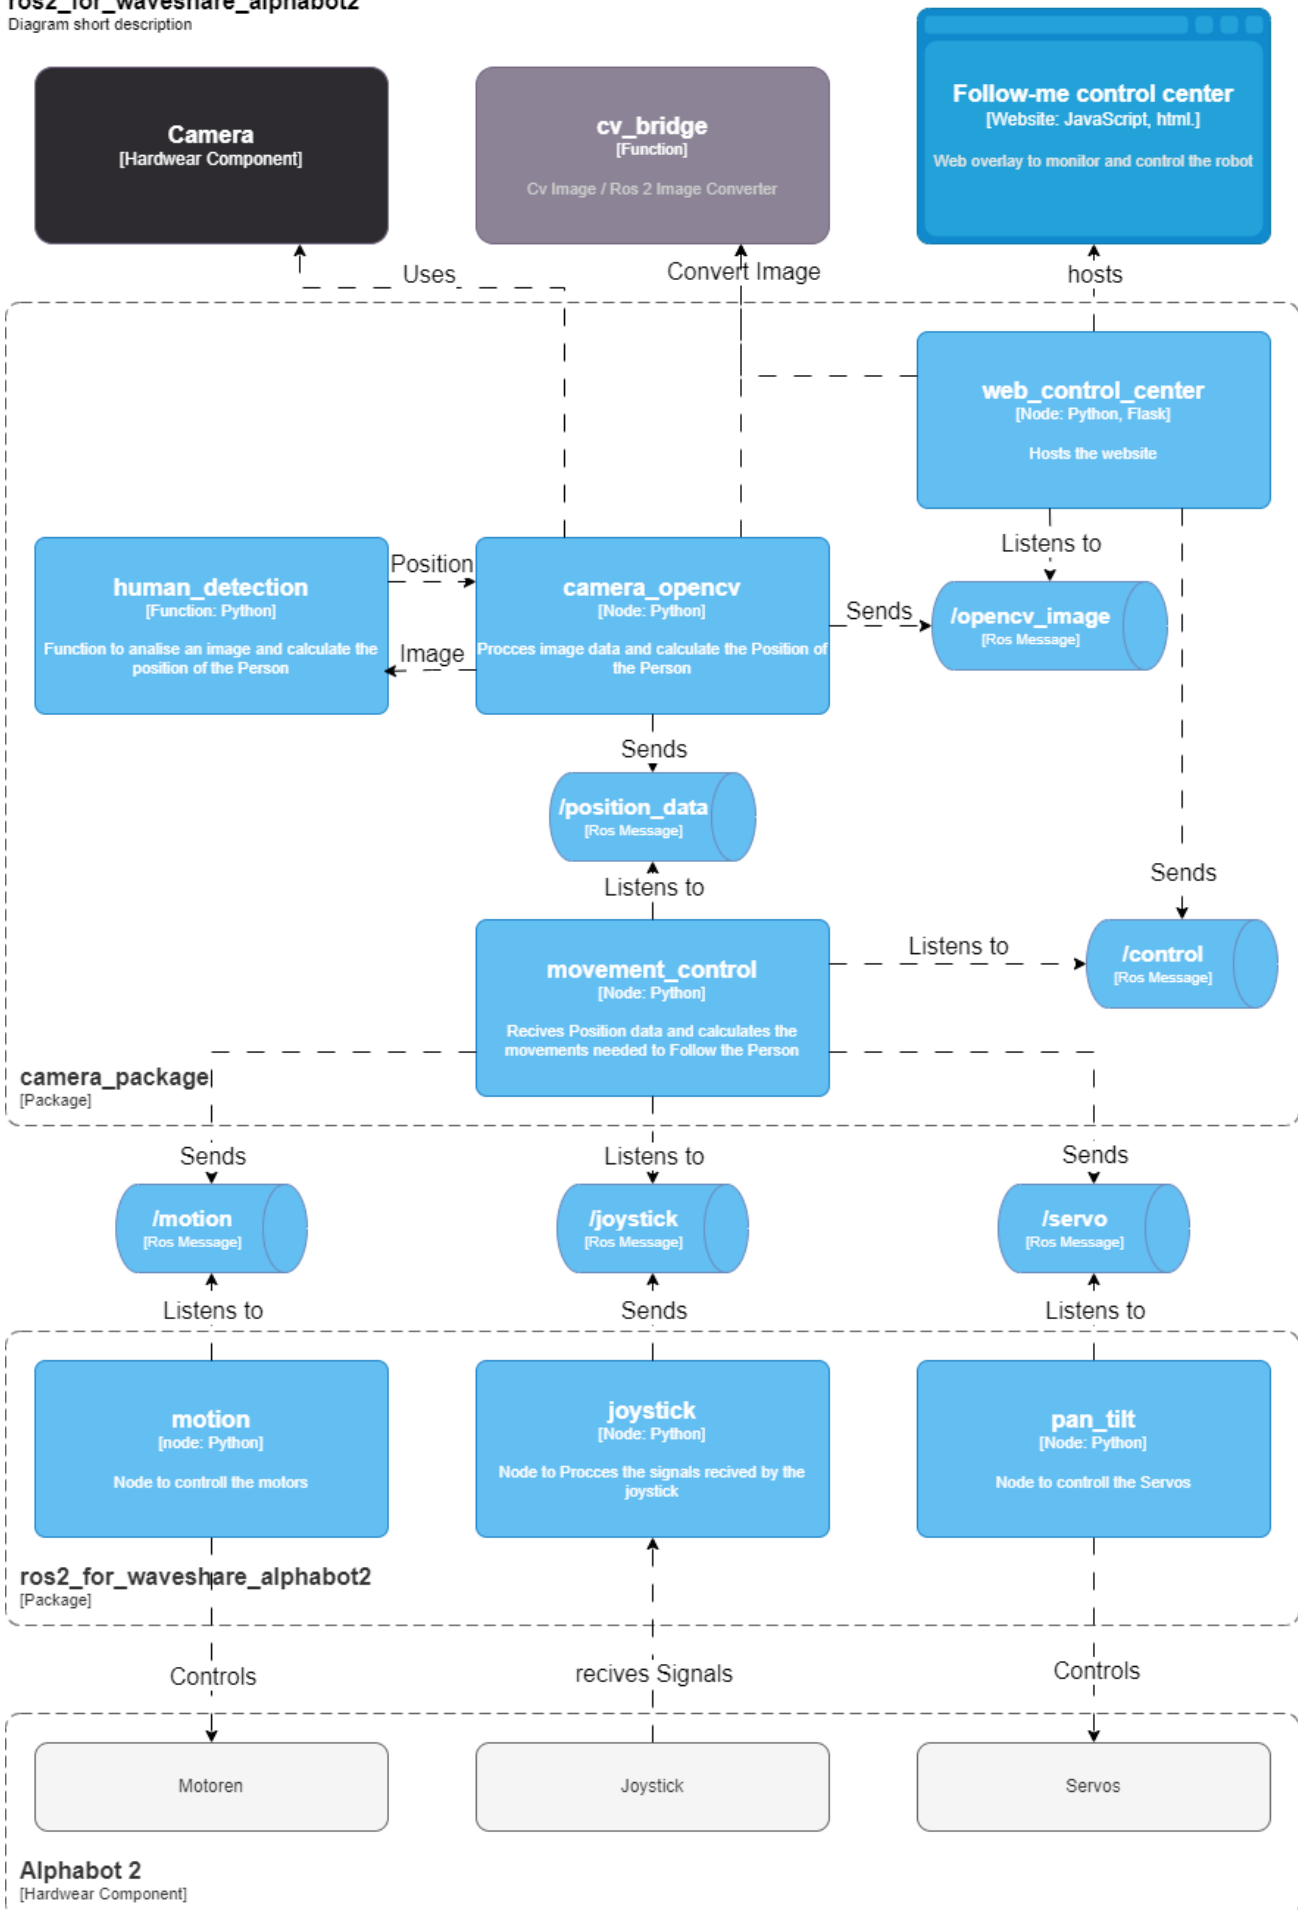 ros2_for_waveshare_alphabot2
Diagram short description
Camera
[Hardwear Component]
cv_bridge
[Function]
Cv Image / Ros 2 Image Converter
Follow-me control center
[Website: JavaScript, html.]
Web overlay to monitor and control the robot
Uses
Convert Image
hosts
web_control_center
[Node: Python, Flask]
Hosts the website
Listens to
human_detection
[Function: Python]
Function to analise an image and calculate the
position of the Person
Position
Image
camera_opencv
[Node: Python]
Procces image data and calculate the Position of
the Person
Sends
/opencv_image
[Ros Message]
Sends
/position_data
[Ros Message]
Listens to
Sends
movement_control
[Node: Python]
Recives Position data and calculates the
movements needed to Follow the Person
Listens to
/control
[Ros Message]
camera_package
[Package]
Sends
Listens to
Sends
/motion
[Ros Message]
/joystick
[Ros Message]
/servo
[Ros Message]
Listens to
Sends
Listens to
motion
[node: Python]
Node to controll the motors
joystick
[Node: Python]
Node to Procces the signals recived by the
joystick
pan_tilt
[Node: Python]
Node to controll the Servos
ros2_for_waveshare_alphabot2
[Package]
Controls
recives Signals
Controls
Motoren
Joystick
Servos
Alphabot 2
[Hardwear Component]